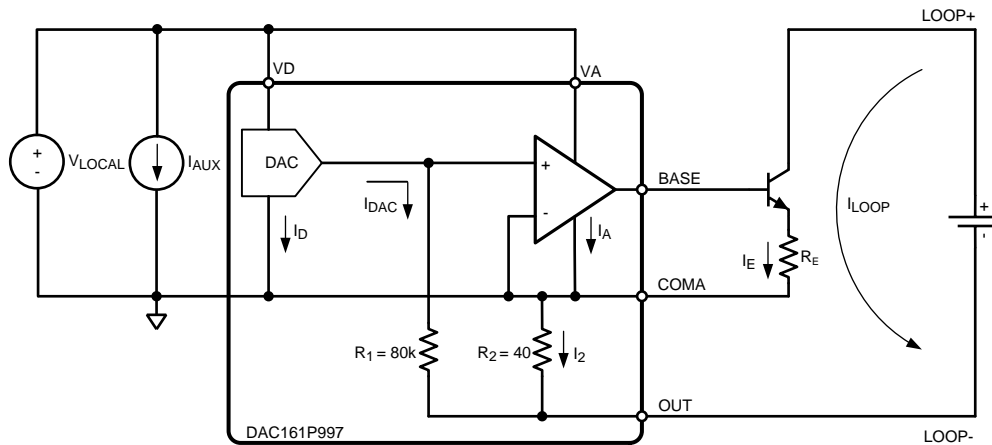 LOOP+
VD
VA
+
-
V_LOCAL
I_AUX
DAC
I_DAC
I_D
+
-
I_A
BASE
I_LOOP
+
-
I_E
R_E
COMA
R_1 = 80k
R_2 = 40
I_2
OUT
DAC161P997
LOOP-